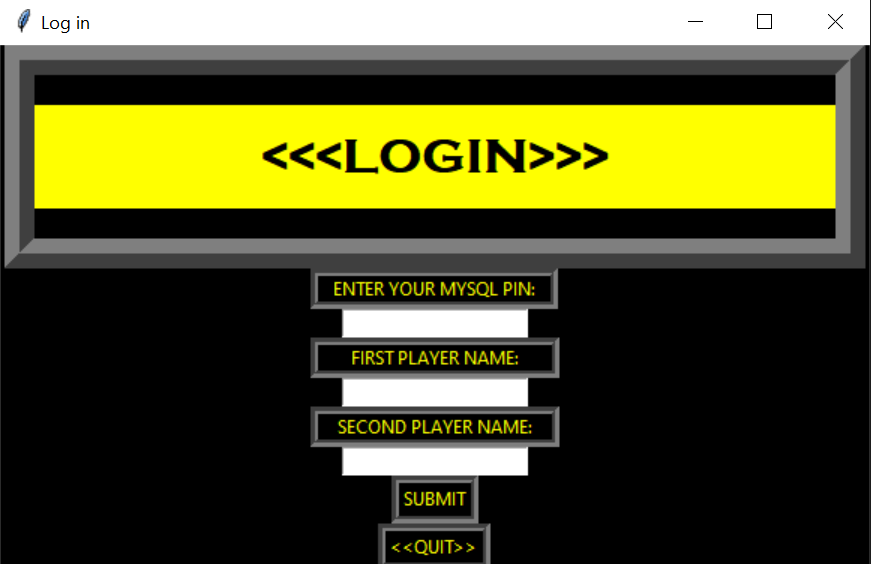 Log in
<<<LOGIN>>>
ENTER YOUR MYSQL PIN:
FIRST PLAYER NAME:
SECOND PLAYER NAME:
SUBMIT
<<QUIT>>